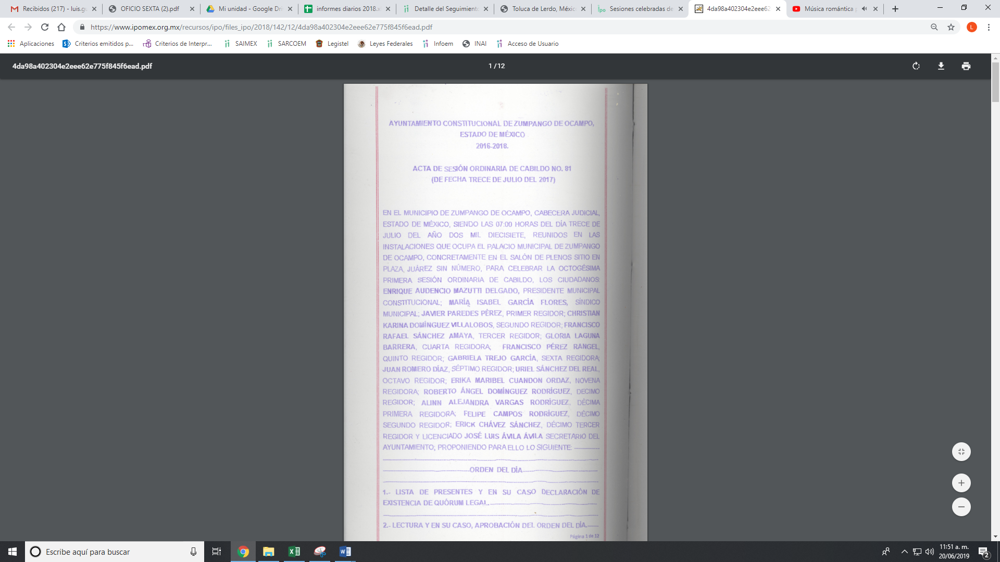 Recibidos (217) - luis.gu
OFICIO SEXTA (2).pdf
Mi unidad - Google Dri
informes diarios 2018.x
Detalle del Seguimiento
Toluca de Lerdo, Méxic
Sesiones celebradas de
4da98a402304e2eee62
Música romántica p
https://www.ipomex.org.mx/recursos/ipo/files_ipo/2018/142/12/4da98a402304e2eee62e775f845f6ead.pdf
L
Aplicaciones
Criterios emitidos p...
Criterios de Interpr...
SAIMEX
SARCOEM
Legistel
Leyes Federales
Infoem
INAI
Acceso de Usuario
4da98a402304e2eee62e775f845f6ead.pdf
1 / 12
AYUNTAMIENTO CONSTITUCIONAL DE ZUMPANGO DE OCAMPO,
ESTADO DE MÉXICO
2016-2018.
ACTA DE SESIÓN ORDINARIA DE CABILDO NO. 81
(DE FECHA TRECE DE JULIO DEL 2017)
EN EL MUNICIPIO DE ZUMPANGO DE OCAMPO, CABECERA JUDICIAL,
ESTADO DE MÉXICO, SIENDO LAS 07:00 HORAS DEL DÍA TRECE DE
JULIO DEL AÑO DOS MIL DIECISIETE, REUNIDOS EN LAS
INSTALACIONES QUE OCUPA EL PALACIO MUNICIPAL DE ZUMPANGO
DE OCAMPO, CONCRETAMENTE EN EL SALÓN DE PLENOS SITIO EN
PLAZA, JUÁREZ SIN NÚMERO, PARA CELEBRAR LA OCTOGÉSIMA
PRIMERA SESIÓN ORDINARIA DE CABILDO, LOS CIUDADANOS:
ENRIQUE AUDENCIO MAZUTTI DELGADO, PRESIDENTE MUNICIPAL
CONSTITUCIONAL; MARÍA ISABEL GARCÍA FLORES, SÍNDICO
MUNICIPAL; JAVIER PAREDES PÉREZ, PRIMER REGIDOR; CHRISTIAN
KARINA DOMÍNGUEZ VILLALOBOS, SEGUNDO REGIDOR; FRANCISCO
RAFAEL SÁNCHEZ AMAYA, TERCER REGIDOR; GLORIA LAGUNA
BARRERA, CUARTA REGIDORA; FRANCISCO PÉREZ RANGEL,
QUINTO REGIDOR; GABRIELA TREJO GARCÍA, SEXTA REGIDORA;
JUAN ROMERO DÍAZ, SÉPTIMO REGIDOR; URIEL SÁNCHEZ DEL REAL,
OCTAVO REGIDOR; ERIKA MARIBEL CUANDON ORDAZ, NOVENA
REGIDORA; ROBERTO ÁNGEL DOMÍNGUEZ RODRÍGUEZ, DECIMO
REGIDOR; ALINN ALEJANDRA VARGAS RODRÍGUEZ, DÉCIMA
PRIMERA REGIDORA; FELIPE CAMPOS RODRÍGUEZ, DÉCIMO
SEGUNDO REGIDOR; ERICK CHÁVEZ SÁNCHEZ, DÉCIMO TERCER
REGIDOR Y LICENCIADO JOSÉ LUIS ÁVILA ÁVILA SECRETARIO DEL
AYUNTAMIENTO; PROPONIENDO PARA ELLO LO SIGUIENTE:
ORDEN DEL DÍA
1.- LISTA DE PRESENTES Y EN SU CASO DECLARACIÓN DE
EXISTENCIA DE QUÓRUM LEGAL.
2.- LECTURA Y EN SU CASO, APROBACIÓN DEL ORDEN DEL DÍA.
Página 1 de 12
Escribe aquí para buscar
11:51 a. m.
20/06/2019
2